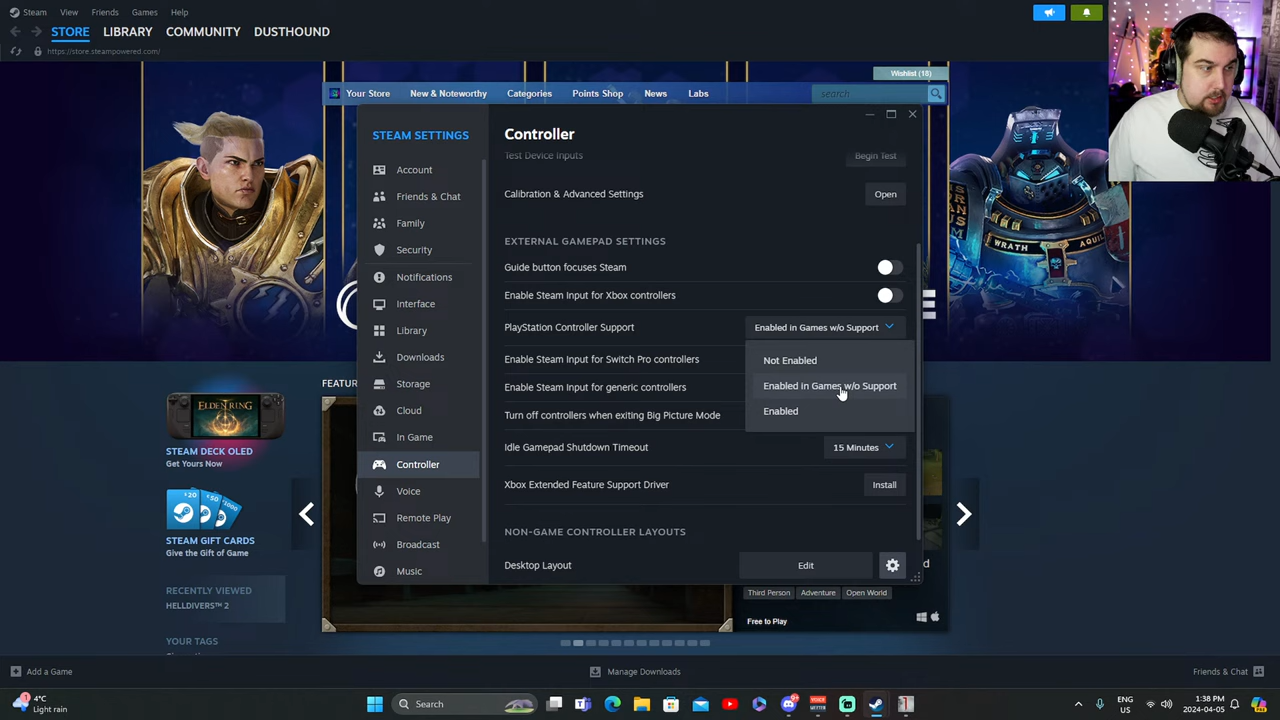 Steam View Friends Games Help
STORE LIBRARY COMMUNITY DUSTHOUND
https://store.steampowered.com/
Wishlist (18)
Your Store New & Noteworthy Categories Points Shop News Labs search
STEAM SETTINGS
Account
Friends & Chat
Family
Security
Notifications
Interface
Library
Downloads
Storage
Cloud
In Game
Controller
Voice
Remote Play
Broadcast
Music
Controller
Test Device Inputs Begin Test
Calibration & Advanced Settings Open
EXTERNAL GAMEPAD SETTINGS
Guide button focuses Steam
Enable Steam Input for Xbox controllers
PlayStation Controller Support Enabled in Games w/o Support
Not Enabled
Enabled in Games w/o Support
Enabled
Enable Steam Input for Switch Pro controllers
Enable Steam Input for generic controllers
Turn off controllers when exiting Big Picture Mode
Idle Gamepad Shutdown Timeout 15 Minutes
Xbox Extended Feature Support Driver Install
NON-GAME CONTROLLER LAYOUTS
Desktop Layout Edit
WRATH
AVUM
ELDEN RING
STEAM DECK OLED
Get Yours Now
$20
STEAM GIFT CARDS
Give the Gift of Game
RECENTLY VIEWED
HELLDIVERS™ 2
YOUR TAGS
Third Person Adventure Open World
Free to Play
Add a Game Manage Downloads Friends & Chat
4°C
Light rain
Search
ENG
US
1:38 PM
2024-04-05